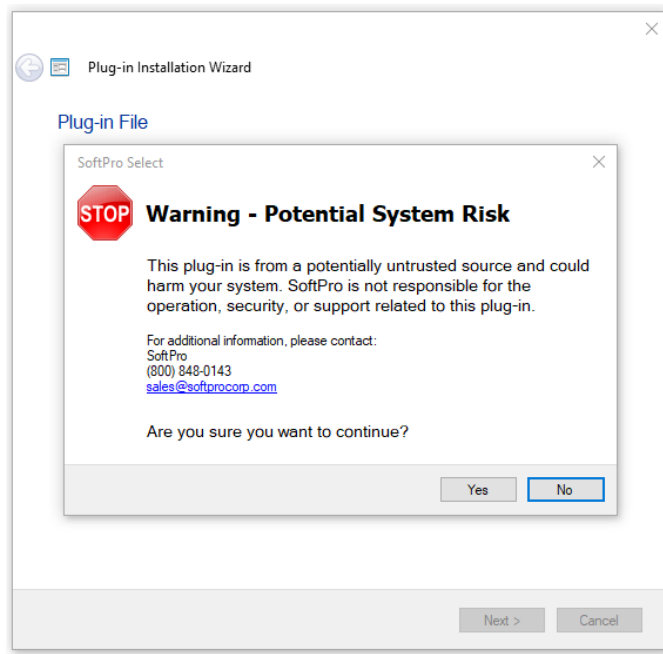 Plug-in Installation Wizard
Plug-in File
SoftPro Select
STOP
Warning - Potential System Risk
This plug-in is from a potentially untrusted source and could
harm your system. SoftPro is not responsible for the
operation, security, or support related to this plug-in.
For additional information, please contact:
SoftPro
(800) 848-0143
sales@softprocorp.com
Are you sure you want to continue?
Yes
No
Next >
Cancel